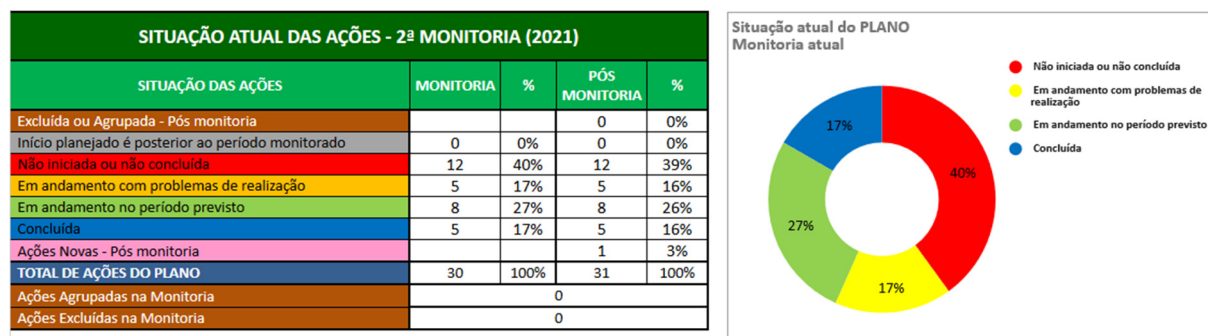 SITUAÇÃO ATUAL DAS AÇÕES - 2ª MONITORIA (2021)
SITUAÇÃO DAS AÇÕES MONITORIA % PÓS MONITORIA %
Excluída ou Agrupada - Pós monitoria 0 0%
Início planejado é posterior ao período monitorado 0 0% 0 0%
Não iniciada ou não concluída 12 40% 12 39%
Em andamento com problemas de realização 5 17% 5 16%
Em andamento no período previsto 8 27% 8 26%
Concluída 5 17% 5 16%
Ações Novas - Pós monitoria 1 3%
TOTAL DE AÇÕES DO PLANO 30 100% 31 100%
Ações Agrupadas na Monitoria 0
Ações Excluídas na Monitoria 0
Situação atual do PLANO
Monitoria atual
17%
40%
27%
17%
Não iniciada ou não concluída
Em andamento com problemas de
realização
Em andamento no período previsto
Concluída